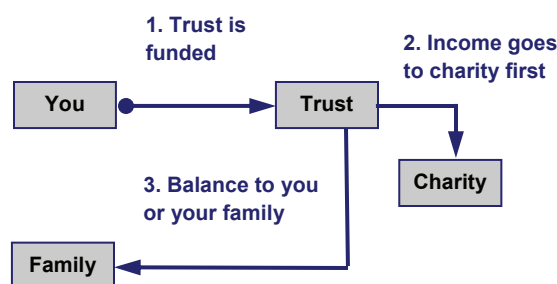 1. Trust is
funded
2. Income goes
to charity first
You
Trust
Charity
3. Balance to you
or your family
Family